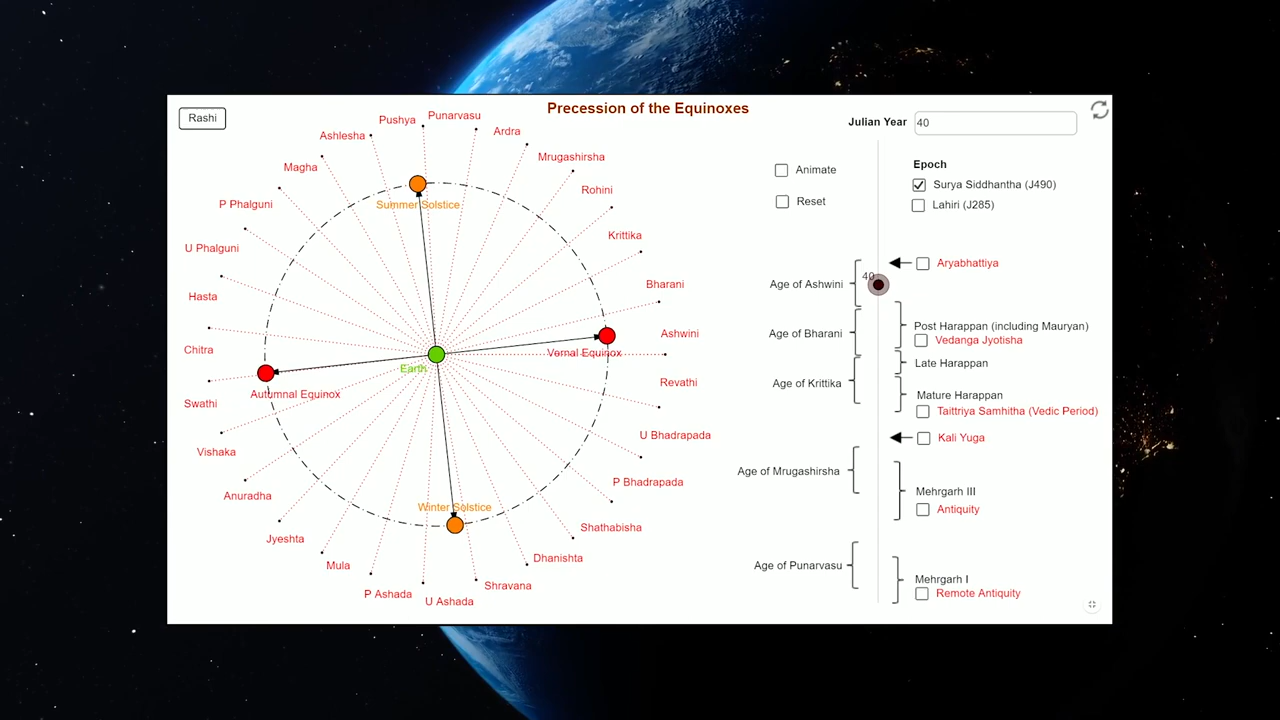 Precession of the Equinoxes
Rashi
Julian Year
40
Pushya
Punarvasu
Ashlesha
Ardra
Magha
Mrugashirsha
P Phalguni
Rohini
U Phalguni
Krittika
Hasta
Bharani
Chitra
Ashwini
Swathi
Revathi
Vishaka
U Bhadrapada
Anuradha
P Bhadrapada
Jyeshta
Shathabisha
Mula
Dhanishta
P Ashada
U Ashada
Shravana
Summer Solstice
Vernal Equinox
Earth
Autumnal Equinox
Winter Solstice
Animate
Reset
Epoch
Surya Siddhantha (J490)
Lahiri (J285)
Age of Ashwini
40
Aryabhattiya
Age of Bharani
Post Harappan (including Mauryan)
Vedanga Jyotisha
Late Harappan
Age of Krittika
Mature Harappan
Taittriya Samhitha (Vedic Period)
Kali Yuga
Age of Mrugashirsha
Mehrgarh III
Antiquity
Age of Punarvasu
Mehrgarh I
Remote Antiquity